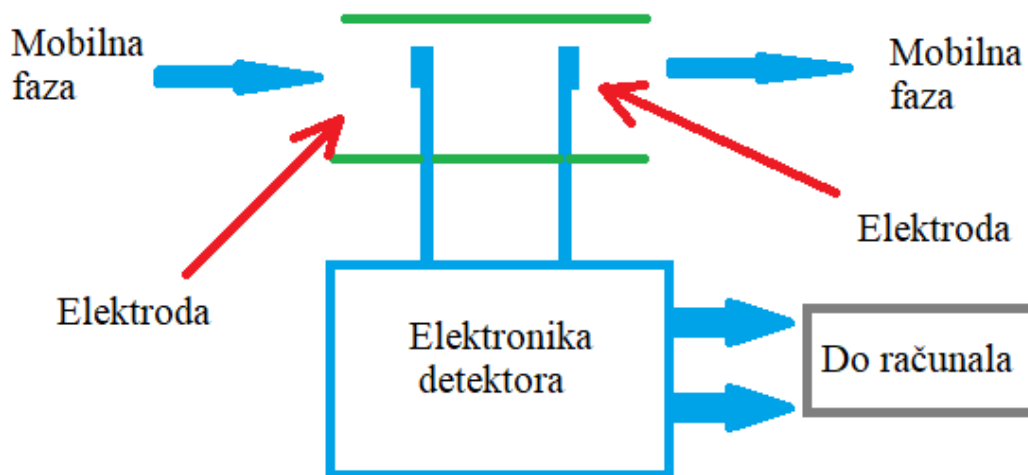 Mobilna
faza
Mobilna
faza
Elektroda
Elektroda
Elektronika
detektora
Do računala